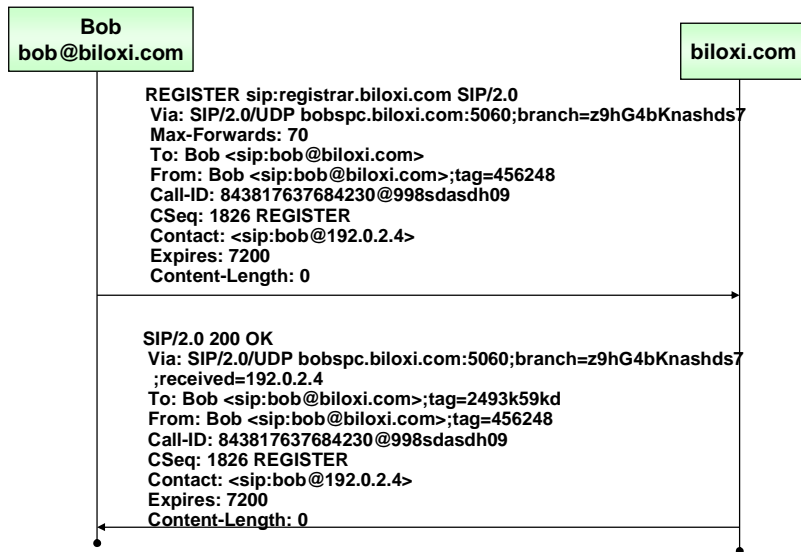 Bob
bob@biloxi.com
biloxi.com
REGISTER sip:registrar.biloxi.com SIP/2.0
Via: SIP/2.0/UDP bobspc.biloxi.com:5060;branch=z9hG4bKnashds7
Max-Forwards: 70
To: Bob <sip:bob@biloxi.com>
From: Bob <sip:bob@biloxi.com>;tag=456248
Call-ID: 843817637684230@998sdasdh09
CSeq: 1826 REGISTER
Contact: <sip:bob@192.0.2.4>
Expires: 7200
Content-Length: 0
SIP/2.0 200 OK
Via: SIP/2.0/UDP bobspc.biloxi.com:5060;branch=z9hG4bKnashds7
;received=192.0.2.4
To: Bob <sip:bob@biloxi.com>;tag=2493k59kd
From: Bob <sip:bob@biloxi.com>;tag=456248
Call-ID: 843817637684230@998sdasdh09
CSeq: 1826 REGISTER
Contact: <sip:bob@192.0.2.4>
Expires: 7200
Content-Length: 0